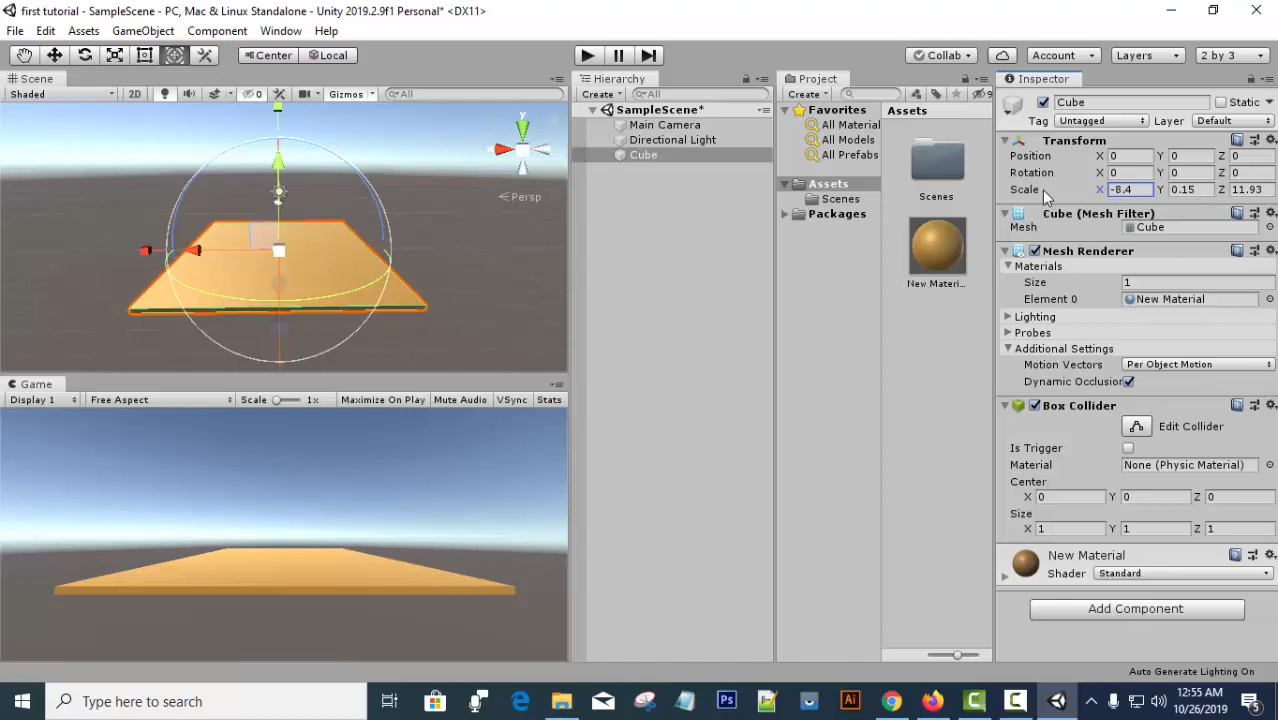 first tutorial - SampleScene - PC, Mac & Linux Standalone - Unity 2019.2.9f1 Personal* <DX11>
File Edit Assets GameObject Component Window Help
Center Local Collab Account Layers 2 by 3
Scene
Shaded 2D 0 Gizmos All
y
x
Persp
Game
Display 1 Free Aspect Scale 1x Maximize On Play Mute Audio VSync Stats
Hierarchy
Create All
SampleScene*
Main Camera
Directional Light
Cube
Project
Create 9
Favorites
All Material
All Models
All Prefabs
Assets
Scenes
Packages
Assets
Scenes
New Materi...
Inspector
Cube Static
Tag Untagged Layer Default
Transform
Position X 0 Y 0 Z 0
Rotation X 0 Y 0 Z 0
Scale X -8.4 Y 0.15 Z 11.93
Cube (Mesh Filter)
Mesh Cube
Mesh Renderer
Materials
Size 1
Element 0 New Material
Lighting
Probes
Additional Settings
Motion Vectors Per Object Motion
Dynamic Occlusion
Box Collider
Edit Collider
Is Trigger
Material None (Physic Material)
Center
X 0 Y 0 Z 0
Size
X 1 Y 1 Z 1
New Material
Shader Standard
Add Component
Auto Generate Lighting On
Type here to search
Ps
Ai
12:55 AM
10/26/2019
5